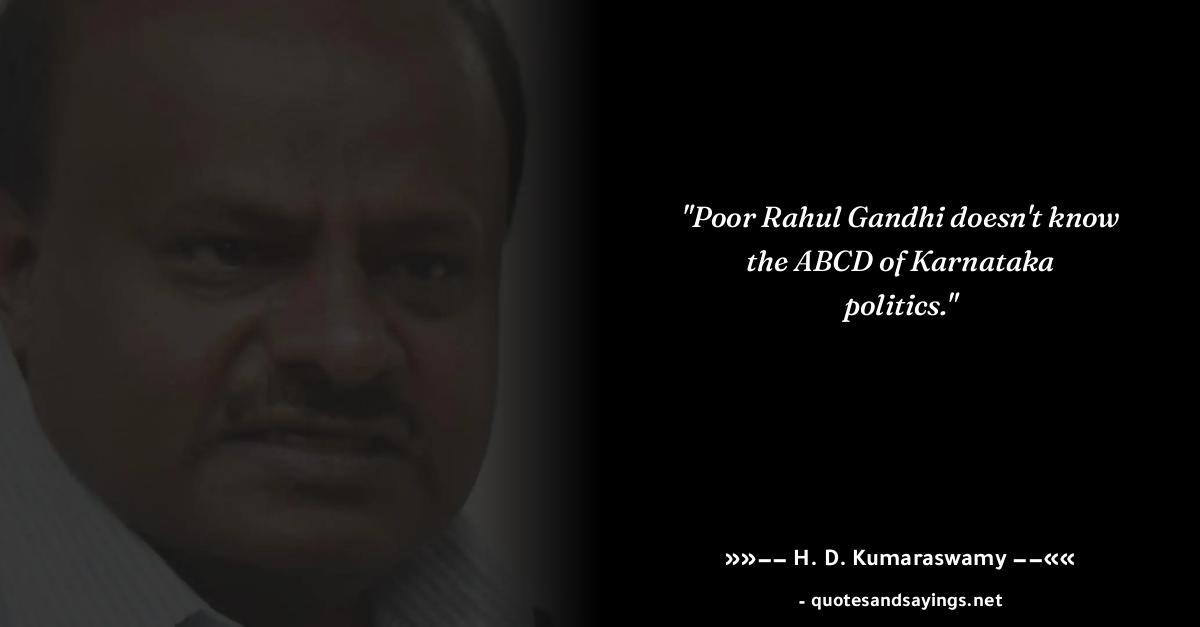 "Poor Rahul Gandhi doesn't know
the ABCD of Karnataka
politics."
»»−− H. D. Kumaraswamy −−««
- quotesandsayings.net